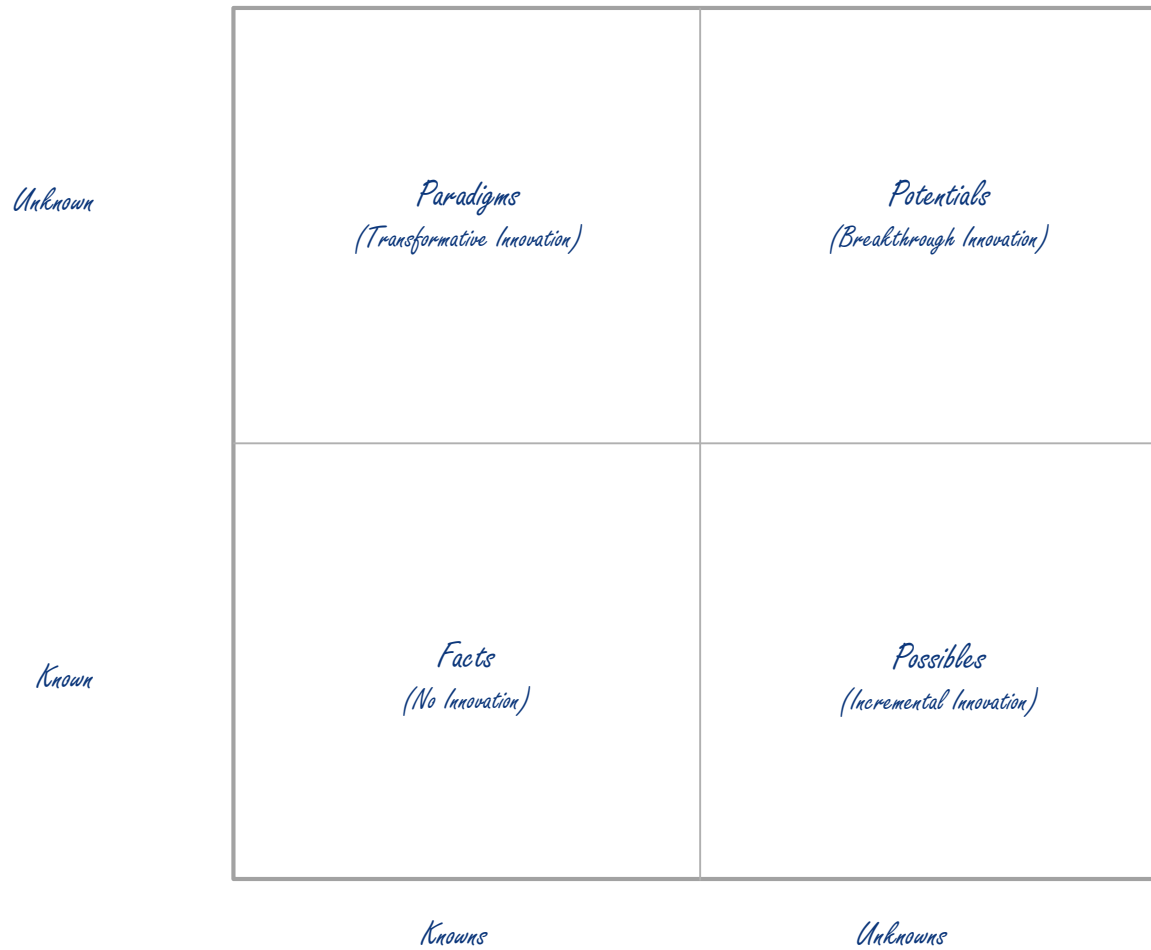 Unknown
Paradigms
(Transformative Innovation)
Potentials
(Breakthrough Innovation)
Known
Facts
(No Innovation)
Possibles
(Incremental Innovation)
Knowns
Unknowns